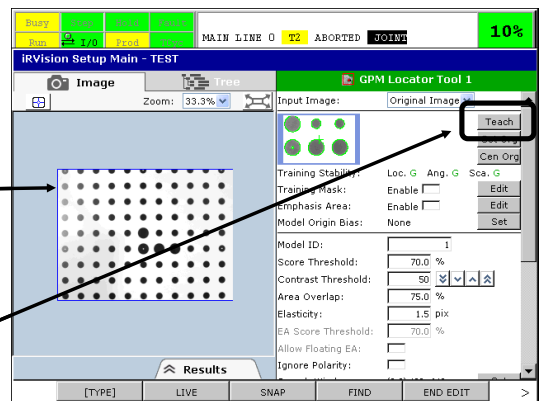 Busy Step Hold Fault
Run I/O Prod TCyc
MAIN LINE 0 T2 ABORTED JOINT
10%
iRVision Setup Main - TEST
Image
Tree
GPM Locator Tool 1
Zoom: 33.3%
Input Image: Original Image
Teach
Cen Org
Training Stability: Loc. G Ang. G Sca. G
Training Mask: Enable Edit
Emphasis Area: Enable Edit
Model Origin Bias: None Set
Model ID: 1
Score Threshold: 70.0 %
Contrast Threshold: 50
Area Overlap: 75.0 %
Elasticity: 1.5 pix
EA Score Threshold: 70.0 %
Allow Floating EA:
Ignore Polarity:
Results
[TYPE] LIVE SNAP FIND END EDIT >